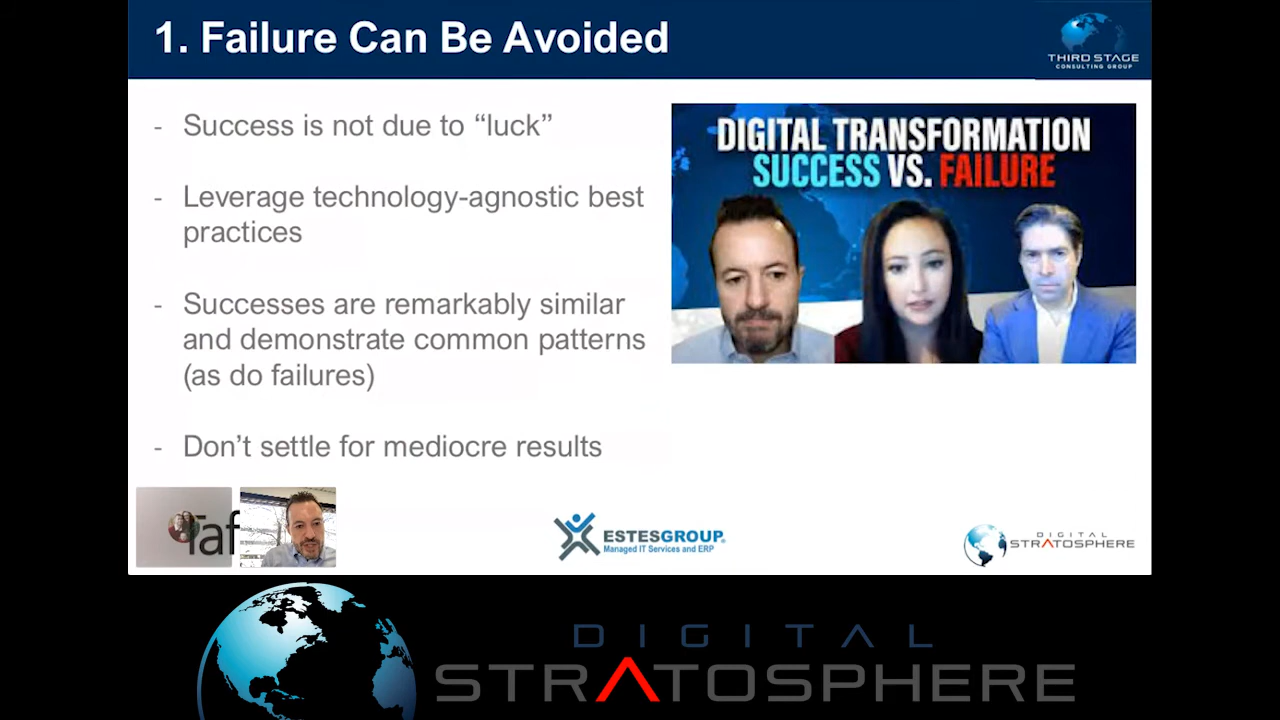 1. Failure Can Be Avoided
THIRD STAGE
CONSULTING GROUP
- Success is not due to “luck”
- Leverage technology-agnostic best
practices
- Successes are remarkably similar
and demonstrate common patterns
(as do failures)
- Don’t settle for mediocre results
DIGITAL TRANSFORMATION
SUCCESS VS. FAILURE
Taf
ESTESGROUP
Managed IT Services and ERP
DIGITAL
STRATOSPHERE
DIGITAL
STRATOSPHERE